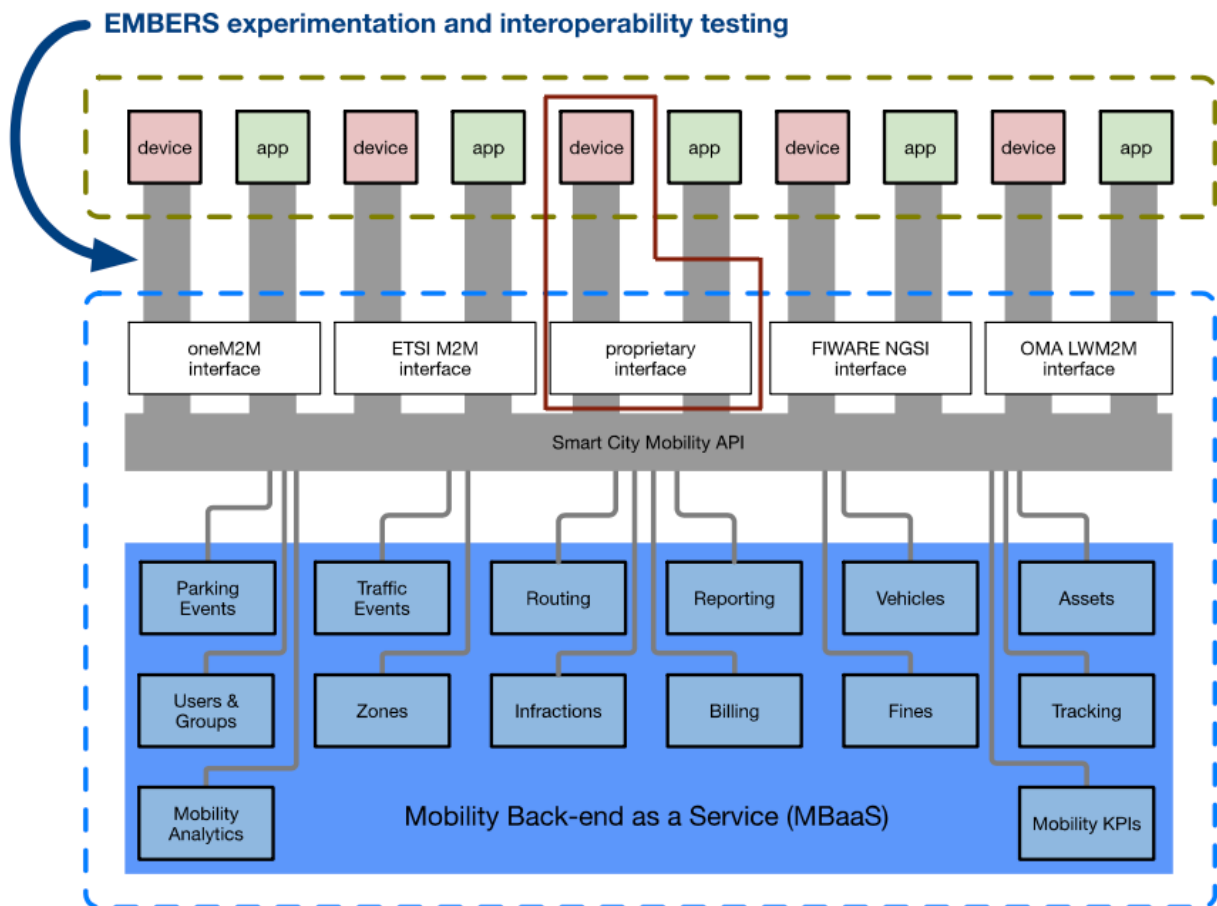 EMBERS experimentation and interoperability testing
device
app
device
app
device
app
device
app
device
app
oneM2M
interface
ETSI M2M
interface
proprietary
interface
FIWARE NGSI
interface
OMA LWM2M
interface
Smart City Mobility API
Parking
Events
Traffic
Events
Routing
Reporting
Vehicles
Assets
Users &
Groups
Zones
Infractions
Billing
Fines
Tracking
Mobility
Analytics
Mobility Back-end as a Service (MBaaS)
Mobility KPIs